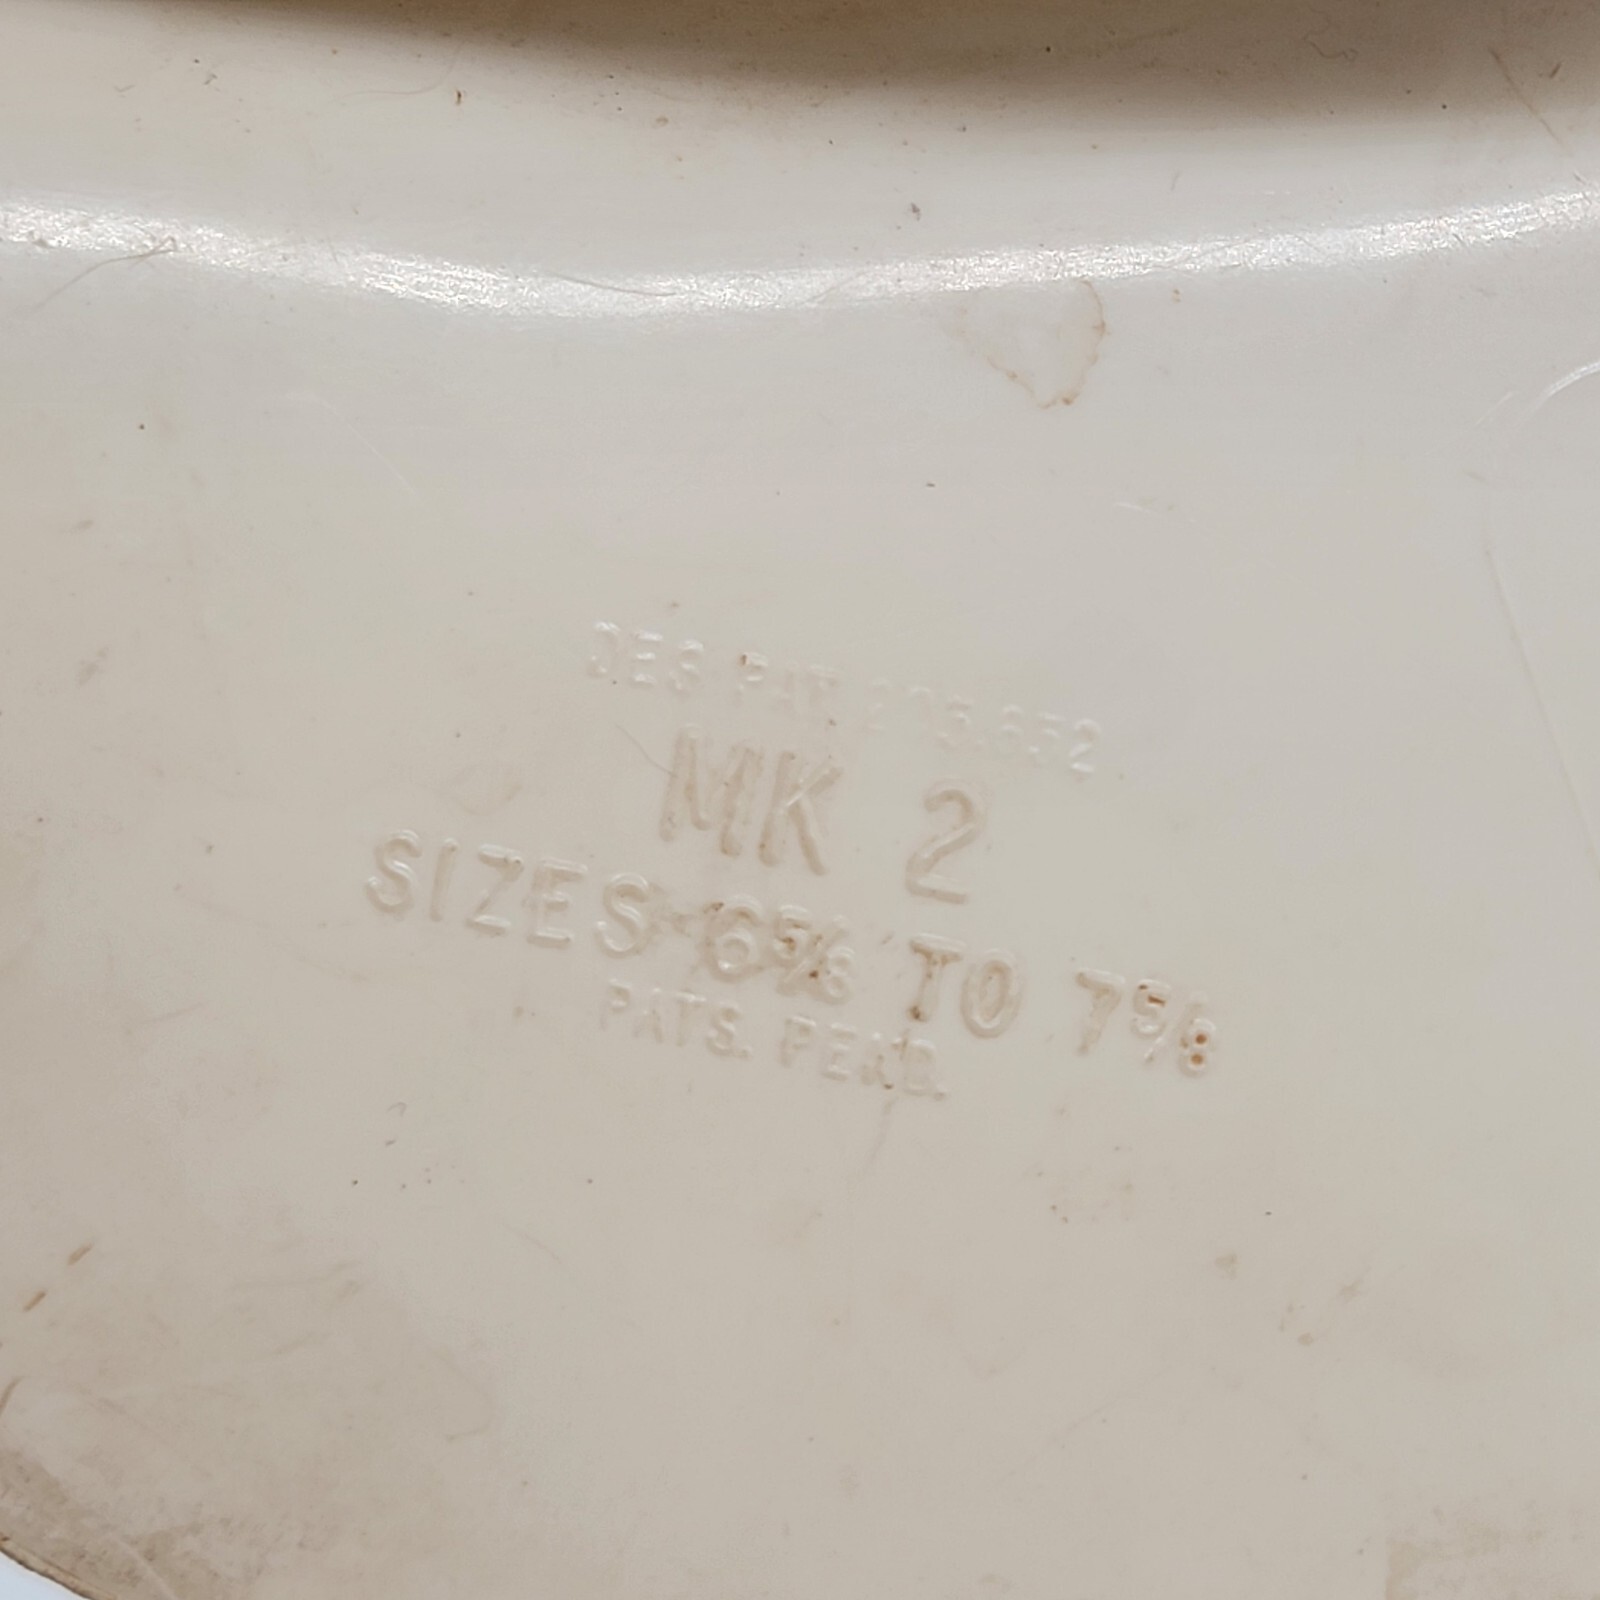 DES PAT 205,652
MK 2
SIZES 6⅝ TO 7⅝
PATS. PEND.